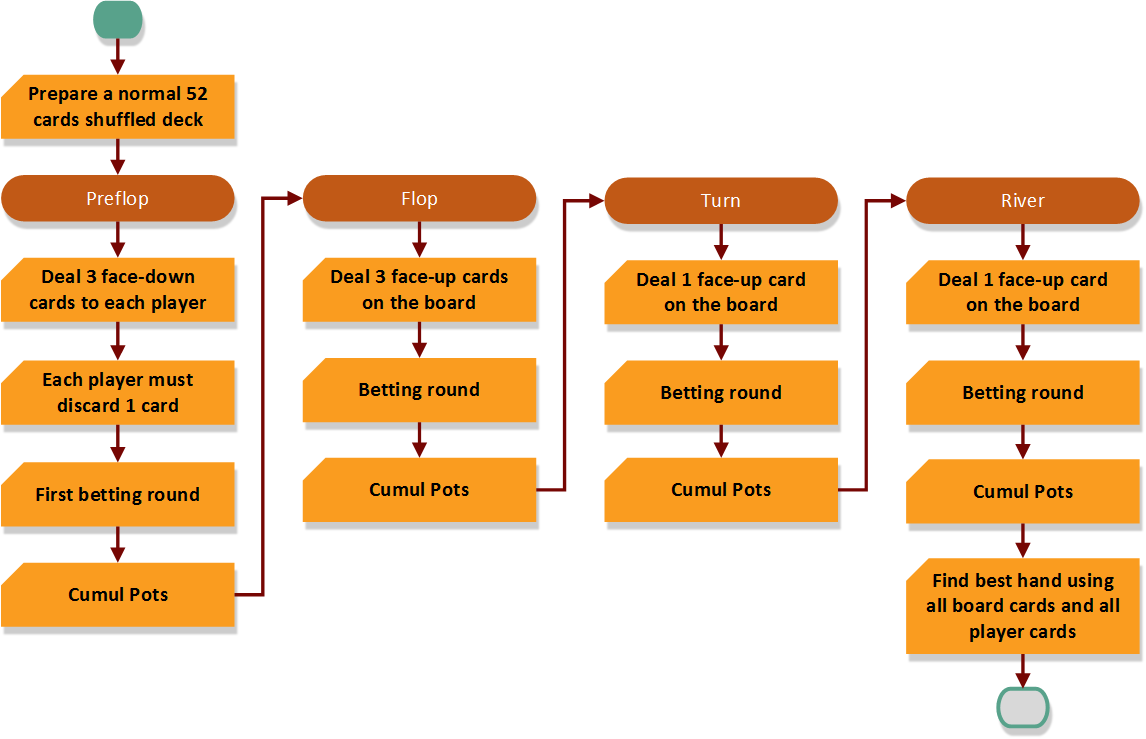 Prepare a normal 52
cards shuffled deck
Preflop
Deal 3 face-down
cards to each player
Each player must
discard 1 card
First betting round
Cumul Pots
Flop
Deal 3 face-up cards
on the board
Betting round
Cumul Pots
Turn
Deal 1 face-up card
on the board
Betting round
Cumul Pots
River
Deal 1 face-up card
on the board
Betting round
Cumul Pots
Find best hand using
all board cards and all
player cards